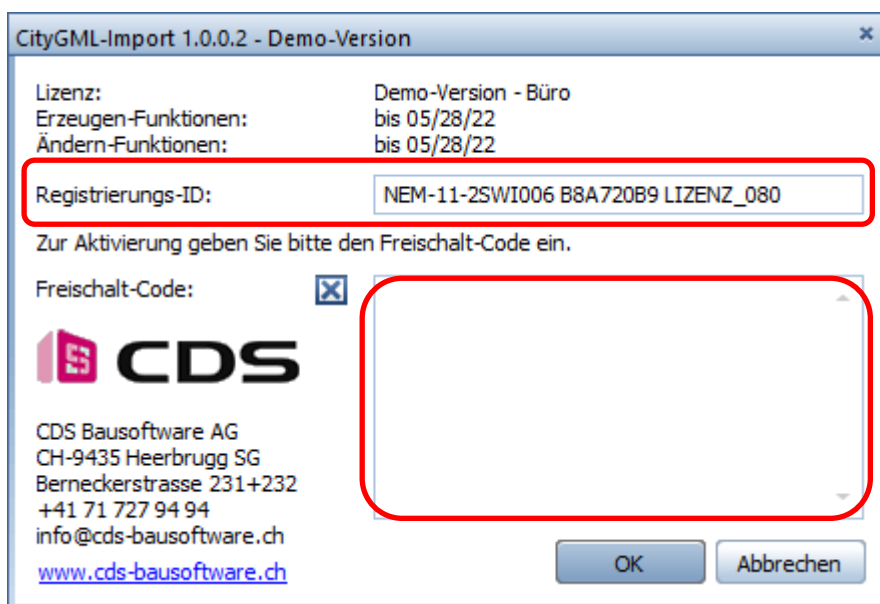 CityGML-Import 1.0.0.2 - Demo-Version
Lizenz: Demo-Version - Büro
Erzeugen-Funktionen: bis 05/28/22
Ändern-Funktionen: bis 05/28/22
Registrierungs-ID: NEM-11-2SWI006 B8A720B9 LIZENZ_080
Zur Aktivierung geben Sie bitte den Freischalt-Code ein.
Freischalt-Code:
CDS
CDS Bausoftware AG
CH-9435 Heerbrugg SG
Berneckerstrasse 231+232
+41 71 727 94 94
info@cds-bausoftware.ch
www.cds-bausoftware.ch
OK Abbrechen